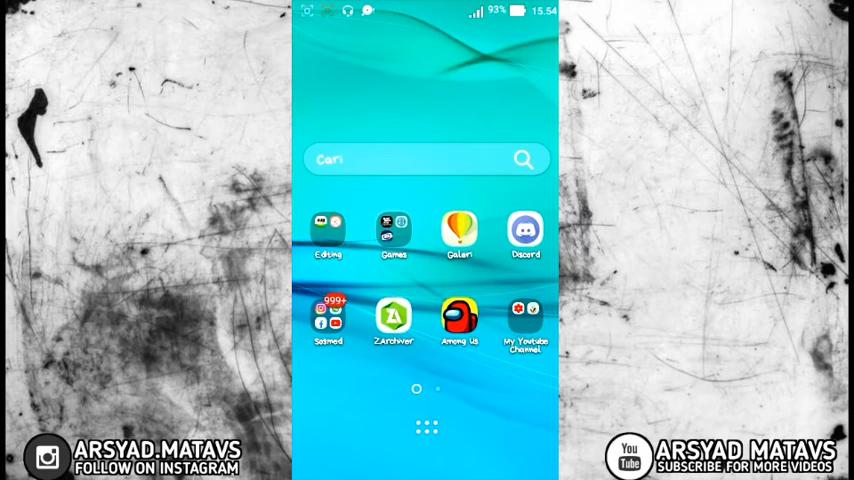 93% 15.54
Cari
Editing Games Galeri Discord
999+
Sosmed ZArchiver Among Us My Youtube
Channel
ARSYAD.MATAVS
FOLLOW ON INSTAGRAM
You
Tube
ARSYAD MATAVS
SUBSCRIBE FOR MORE VIDEOS